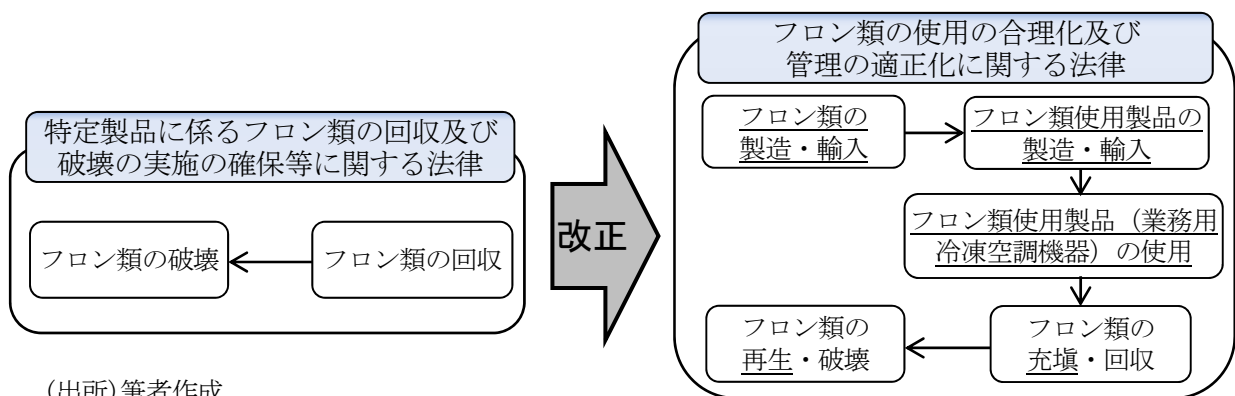 特定製品に係るフロン類の回収及び
破壊の実施の確保等に関する法律
フロン類の破壊
フロン類の回収
改正
フロン類の使用の合理化及び
管理の適正化に関する法律
フロン類の
製造・輸入
フロン類使用製品の
製造・輸入
フロン類使用製品（業務用
冷凍空調機器）の使用
フロン類の
充塡・回収
フロン類の
再生・破壊
(出所)筆者作成